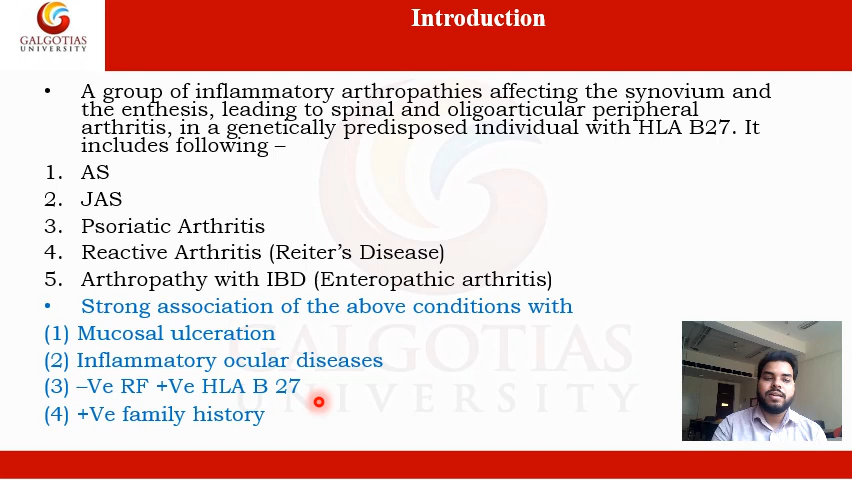 Introduction
GALGOTIAS
UNIVERSITY
• A group of inflammatory arthropathies affecting the synovium and
the enthesis, leading to spinal and oligoarticular peripheral
arthritis, in a genetically predisposed individual with HLA B27. It
includes following –
1. AS
2. JAS
3. Psoriatic Arthritis
4. Reactive Arthritis (Reiter’s Disease)
5. Arthropathy with IBD (Enteropathic arthritis)
• Strong association of the above conditions with
(1) Mucosal ulceration
(2) Inflammatory ocular diseases
(3) –Ve RF +Ve HLA B 27
(4) +Ve family history
GALGOTIAS
UNIVERSITY